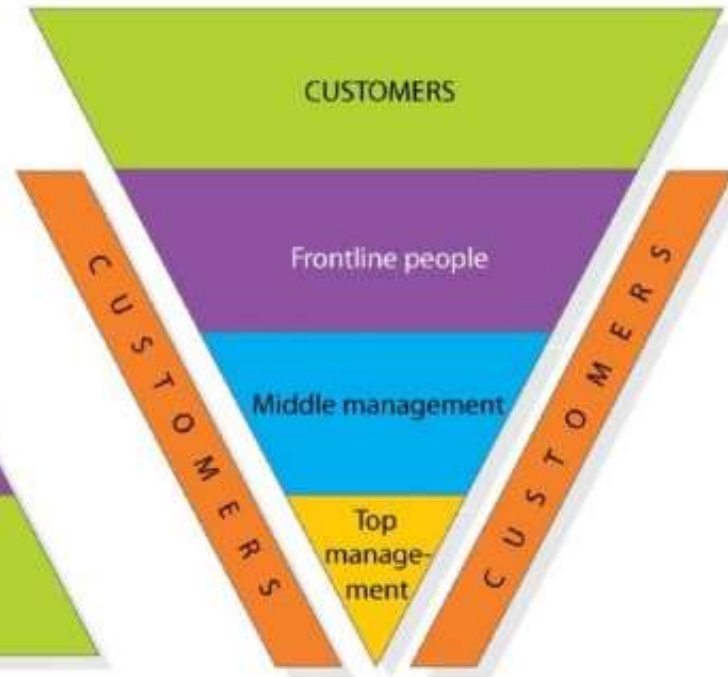 CUSTOMERS
Frontline people
Middle management
Top
manage-
ment
CUSTOMERS
CUSTOMERS